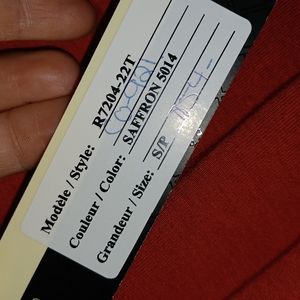 Modèle / Style: R7204-22T
Couleur / Color: SAFFRON 5014
Grandeur / Size: S/P